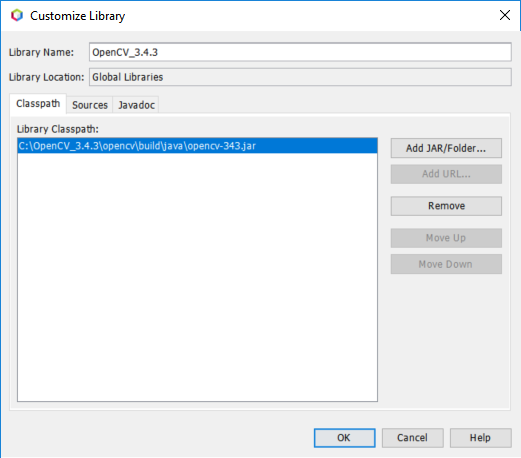 Customize Library
Library Name: OpenCV_3.4.3
Library Location: Global Libraries
Classpath Sources Javadoc
Library Classpath:
C:\OpenCV_3.4.3\opencv\build\java\opencv-343.jar
Add JAR/Folder...
Add URL...
Remove
Move Up
Move Down
OK Cancel Help